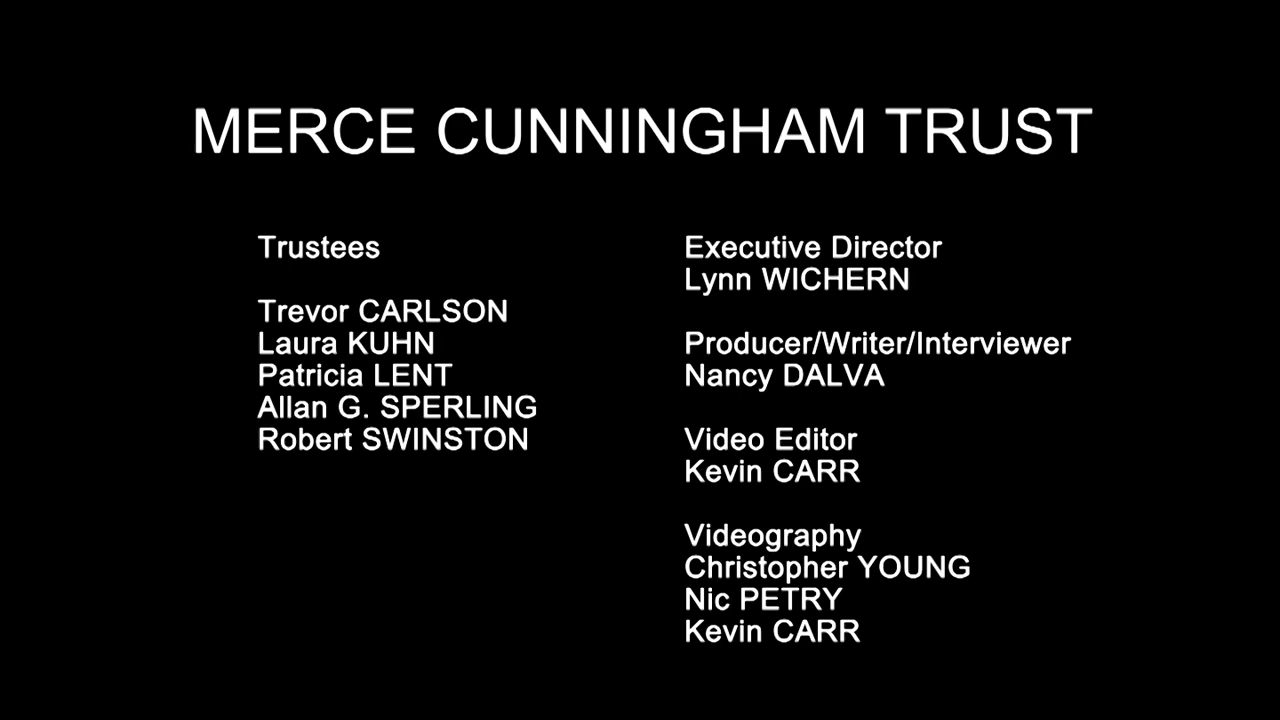 MERCE CUNNINGHAM TRUST
Trustees
Trevor CARLSON
Laura KUHN
Patricia LENT
Allan G. SPERLING
Robert SWINSTON
Executive Director
Lynn WICHERN
Producer/Writer/Interviewer
Nancy DALVA
Video Editor
Kevin CARR
Videography
Christopher YOUNG
Nic PETRY
Kevin CARR